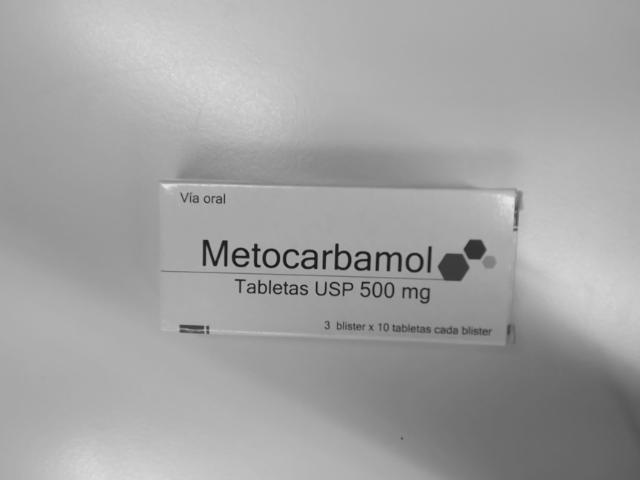 Vía oral
Metocarbamol
Tabletas USP 500 mg
3 blister x 10 tabletas cada blister